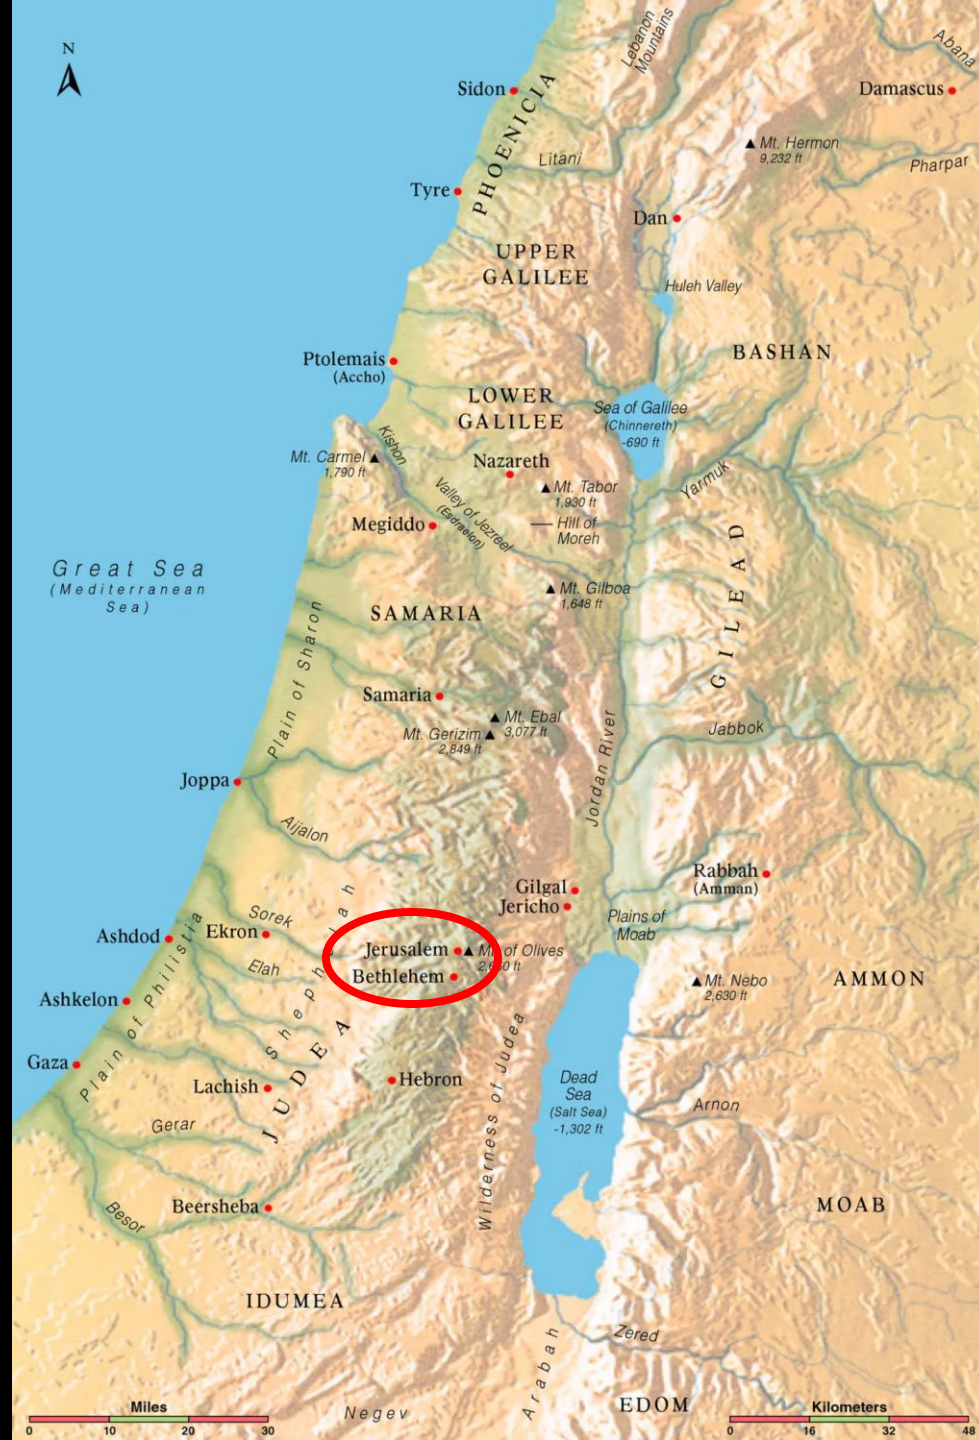 N
Lebanon
Mountains
Abana
Sidon
Damascus
PHOENICIA
Mt. Hermon
9,232 ft
Litani
Pharpar
Tyre
Dan
UPPER
GALILEE
Huleh Valley
BASHAN
Ptolemais
(Accho)
LOWER
GALILEE
Sea of Galilee
(Chinnereth)
-690 ft
Kishon
Mt. Carmel
1,790 ft
Nazareth
Mt. Tabor
1,930 ft
Yarmuk
Valley of Jezreel
(Esdraelon)
Megiddo
Hill of
Moreh
Great Sea
(Mediterranean
Sea)
GILEAD
Mt. Gilboa
1,648 ft
SAMARIA
Plain of Sharon
Samaria
Mt. Ebal
3,077 ft
Mt. Gerizim
2,849 ft
Jabbok
Jordan River
Joppa
Aijalon
Rabbah
(Amman)
Gilgal
Jericho
Plains of
Moab
Sorek
Ekron
Ashdod
Shephelah
Jerusalem
of Olives
Elah
Bethlehem
ft
Mt. Nebo
2,630 ft
AMMON
Plain of Philistia
Ashkelon
JUDEA
Wilderness of Judea
Gaza
Hebron
Lachish
Dead
Sea
(Salt Sea)
-1,302 ft
Arnon
Gerar
Beersheba
Besor
MOAB
IDUMEA
Zered
Arabah
EDOM
Negev
Miles
0 10 20 30
Kilometers
0 16 32 48